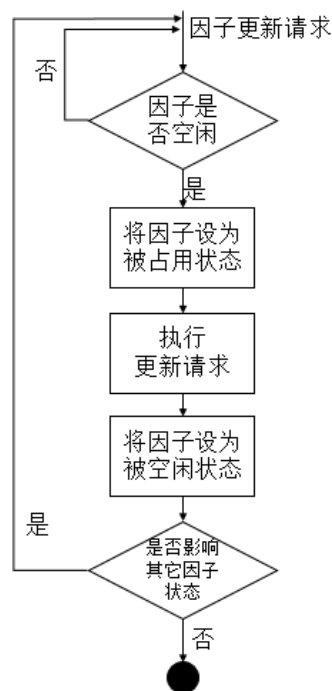 因子更新请求
否
因子是
否空闲
是
将因子设为
被占用状态
执行
更新请求
将因子设为
被空闲状态
是
是否影响
其它因子
状态
否